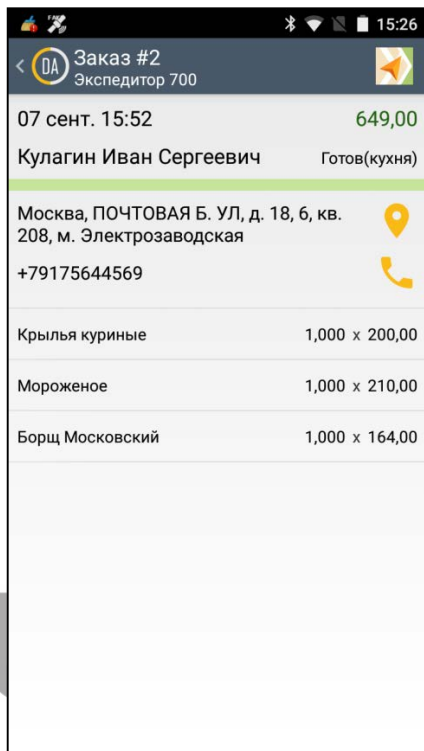 15:26
DA
Заказ #2
Экспедитор 700
07 сент. 15:52 649,00
Кулагин Иван Сергеевич Готов(кухня)
Москва, ПОЧТОВАЯ Б. УЛ, д. 18, 6, кв.
208, м. Электрозаводская
+79175644569
Крылья куриные 1,000 x 200,00
Мороженое 1,000 x 210,00
Борщ Московский 1,000 x 164,00